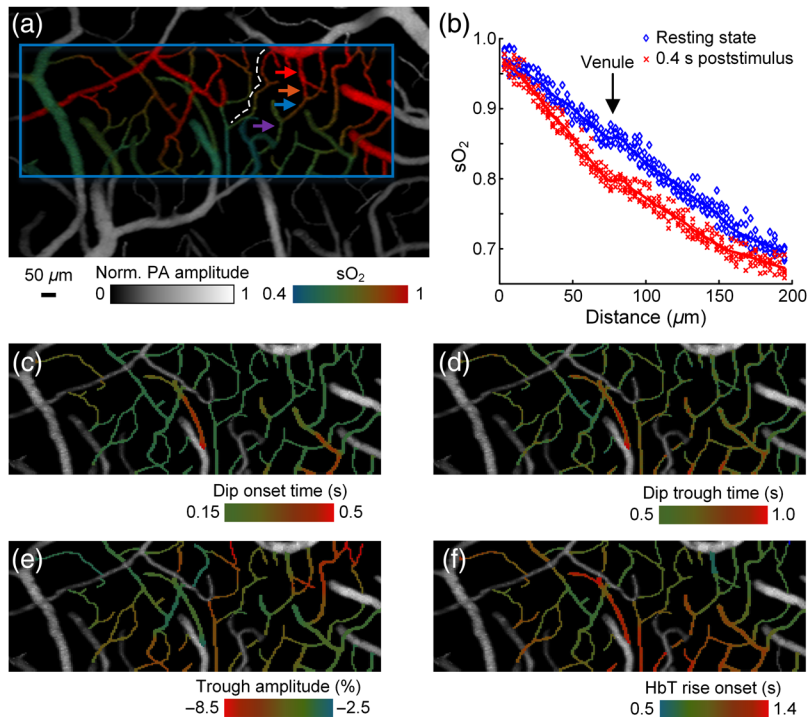 (a)
50 µm
Norm. PA amplitude
0 1
sO2
0.4 1
(b)
Resting state
0.4 s poststimulus
Venule
sO2
1.0
0.9
0.8
0.7
0 50 100 150 200
Distance (µm)
(c)
Dip onset time (s)
0.15 0.5
(d)
Dip trough time (s)
0.5 1.0
(e)
Trough amplitude (%)
−8.5 −2.5
(f)
HbT rise onset (s)
0.5 1.4